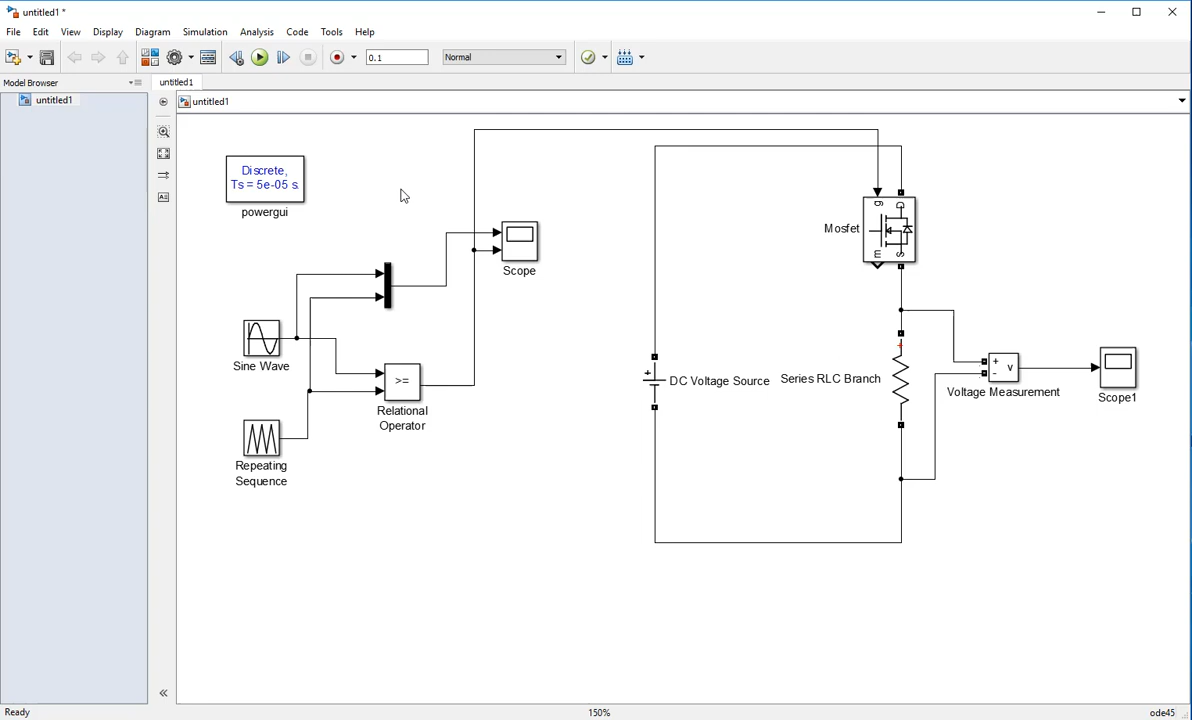 untitled1 *
File Edit View Display Diagram Simulation Analysis Code Tools Help
0.1 Normal
Model Browser
untitled1
untitled1
untitled1
Discrete,
Ts = 5e-05 s.
powergui
Scope
Sine Wave
>=
Relational
Operator
Repeating
Sequence
g
D
Mosfet
m
S
+
DC Voltage Source
+
Series RLC Branch
+
-
v
Voltage Measurement
Scope1
Ready
150%
ode45